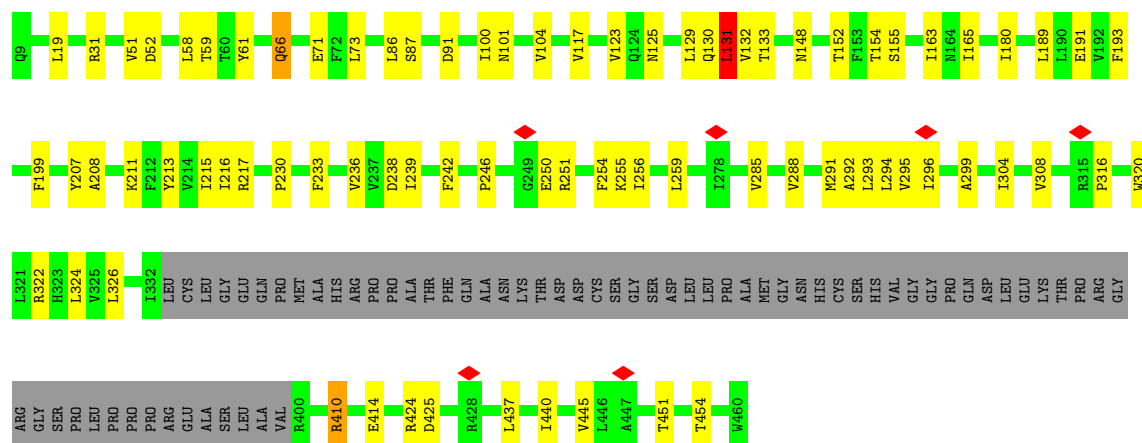 Q9 L19 R31 V51 D52 L58 T59 T60 Y61 Q66 E71 F72 L73 L86 S87 D91 I100 N101 V104 V117 V123 Q124 N125 L129 Q130 L131 V132 T133 N148 T152 F153 T154 S155 I163 N164 I165 I180 L189 L190 E191 V192 F193
F199 Y207 A208 K211 F212 Y213 V214 I215 I216 R217 P230 F233 V236 V237 D238 I239 F242 P246 G249 E250 R251 F254 K255 I256 L259 I278 V285 V288 M291 A292 L293 L294 V295 I296 A299 I304 V308 R315 P316 W320
L321 R322 H323 L324 V325 L326 I332 LEU CYS LEU GLY GLU GLN PRO MET ALA HIS ARG PRO PRO ALA THR PHE GLN ALA ASN LYS THR ASP ASP CYS SER GLY SER ASP LEU LEU PRO ALA MET GLY ASN HIS CYS SER HIS VAL GLY GLY PRO GLN ASP LEU GLU LYS THR PRO ARG GLY
ARG GLY SER PRO LEU PRO PRO PRO ARG GLU ALA SER LEU ALA VAL R400 R410 E414 R424 D425 R428 L437 I440 V445 L446 A447 T451 T454 W460